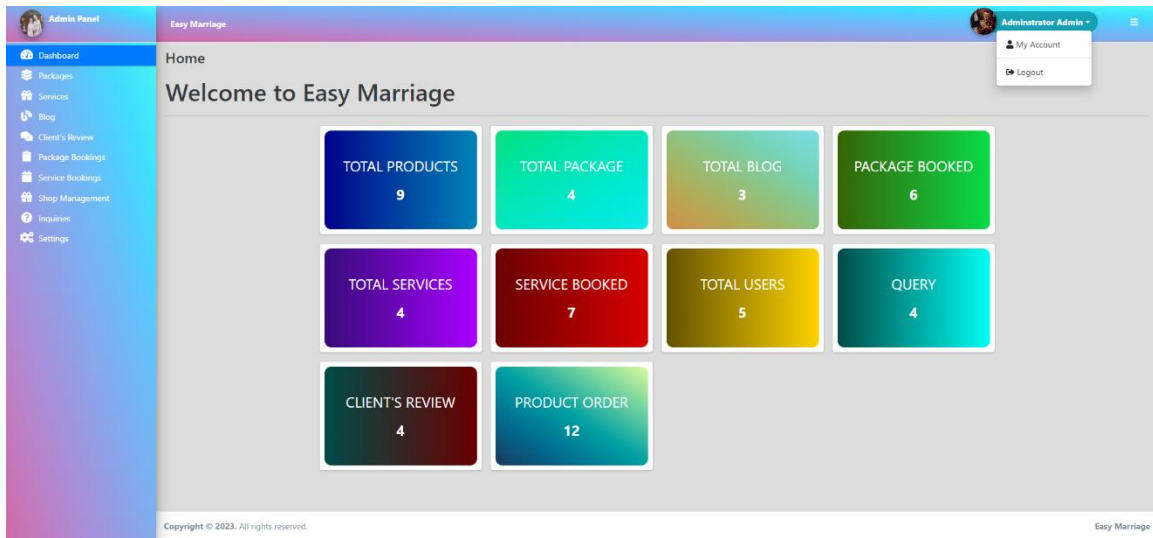 Admin Panel
Easy Marriage
Adminstrator Admin
My Account
Logout
Dashboard
Packages
Services
Blog
Client's Review
Package Bookings
Service Bookings
Shop Management
Inquiries
Settings
Home
Welcome to Easy Marriage
TOTAL PRODUCTS
9
TOTAL PACKAGE
4
TOTAL BLOG
3
PACKAGE BOOKED
6
TOTAL SERVICES
4
SERVICE BOOKED
7
TOTAL USERS
5
QUERY
4
CLIENT'S REVIEW
4
PRODUCT ORDER
12
Copyright © 2023. All rights reserved.
Easy Marriage